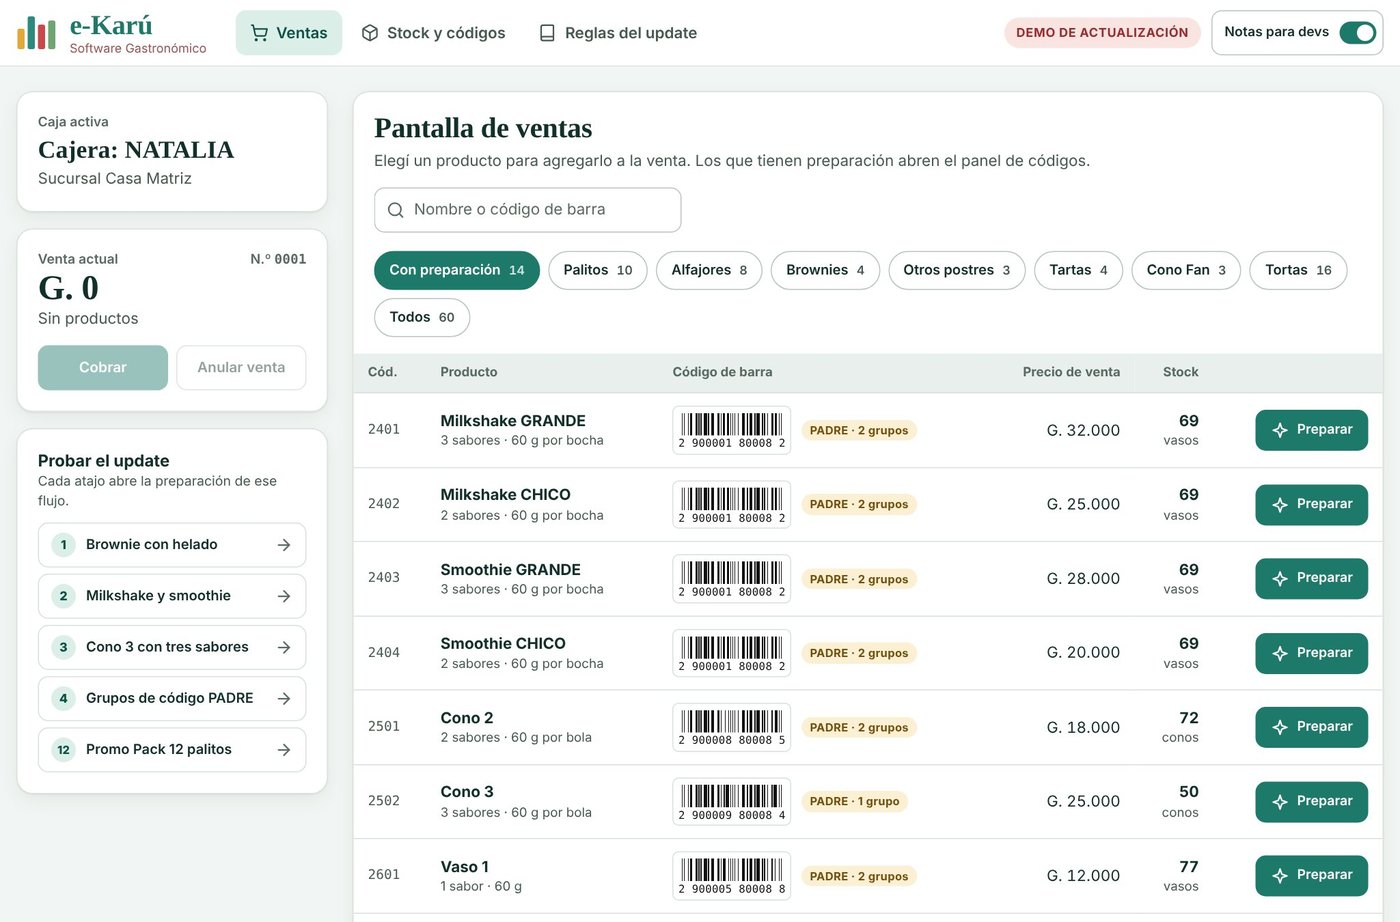 e-Karú
Software Gastronómico
Ventas
Stock y códigos
Reglas del update
DEMO DE ACTUALIZACIÓN
Notas para devs
Caja activa
Cajera: NATALIA
Sucursal Casa Matriz
Venta actual N.º 0001
G. 0
Sin productos
Cobrar
Anular venta
Probar el update
Cada atajo abre la preparación de ese
flujo.
1 Brownie con helado
2 Milkshake y smoothie
3 Cono 3 con tres sabores
4 Grupos de código PADRE
12 Promo Pack 12 palitos
Pantalla de ventas
Elegí un producto para agregarlo a la venta. Los que tienen preparación abren el panel de códigos.
Nombre o código de barra
Con preparación 14
Palitos 10
Alfajores 8
Brownies 4
Otros postres 3
Tartas 4
Cono Fan 3
Tortas 16
Todos 60
Cód. Producto Código de barra Precio de venta Stock
2401 Milkshake GRANDE
3 sabores · 60 g por bocha
2 900001 80008 2
PADRE · 2 grupos
G. 32.000
69
vasos
Preparar
2402 Milkshake CHICO
2 sabores · 60 g por bocha
2 900001 80008 2
PADRE · 2 grupos
G. 25.000
69
vasos
Preparar
2403 Smoothie GRANDE
3 sabores · 60 g por bocha
2 900001 80008 2
PADRE · 2 grupos
G. 28.000
69
vasos
Preparar
2404 Smoothie CHICO
2 sabores · 60 g por bocha
2 900001 80008 2
PADRE · 2 grupos
G. 20.000
69
vasos
Preparar
2501 Cono 2
2 sabores · 60 g por bola
2 900008 80008 5
PADRE · 2 grupos
G. 18.000
72
conos
Preparar
2502 Cono 3
3 sabores · 60 g por bola
2 900009 80008 4
PADRE · 1 grupo
G. 25.000
50
conos
Preparar
2601 Vaso 1
1 sabor · 60 g
2 900005 80008 8
PADRE · 2 grupos
G. 12.000
77
vasos
Preparar